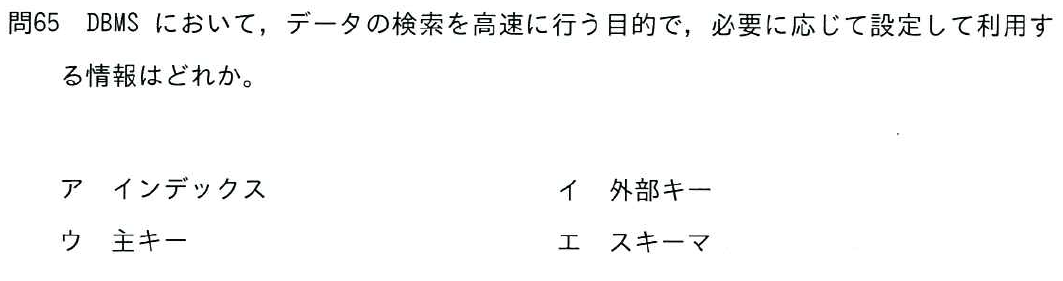 問65 DBMS において，データの検索を高速に行う目的で，必要に応じて設定して利用す
る情報はどれか。
ア インデックス イ 外部キー
ウ 主キー エ スキーマ